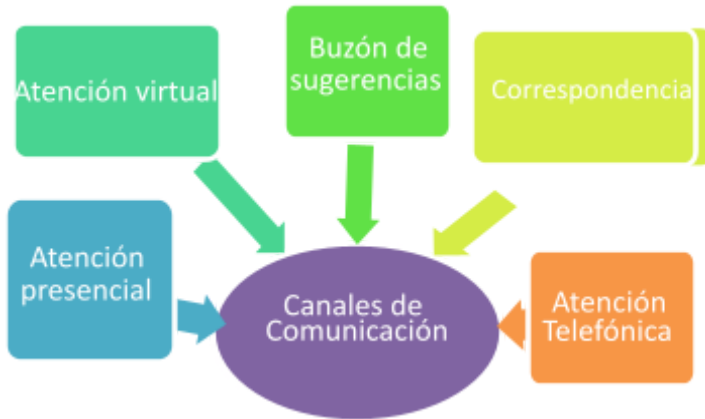 Atención virtual
Buzón de
sugerencias
Correspondencia
Atención
presencial
Canales de
Comunicación
Atención
Telefónica